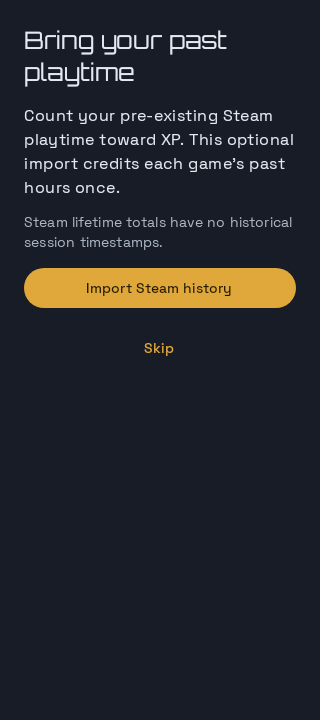 Bring your past
playtime
Count your pre-existing Steam
playtime toward XP. This optional
import credits each game's past
hours once.
Steam lifetime totals have no historical
session timestamps.
Import Steam history
Skip